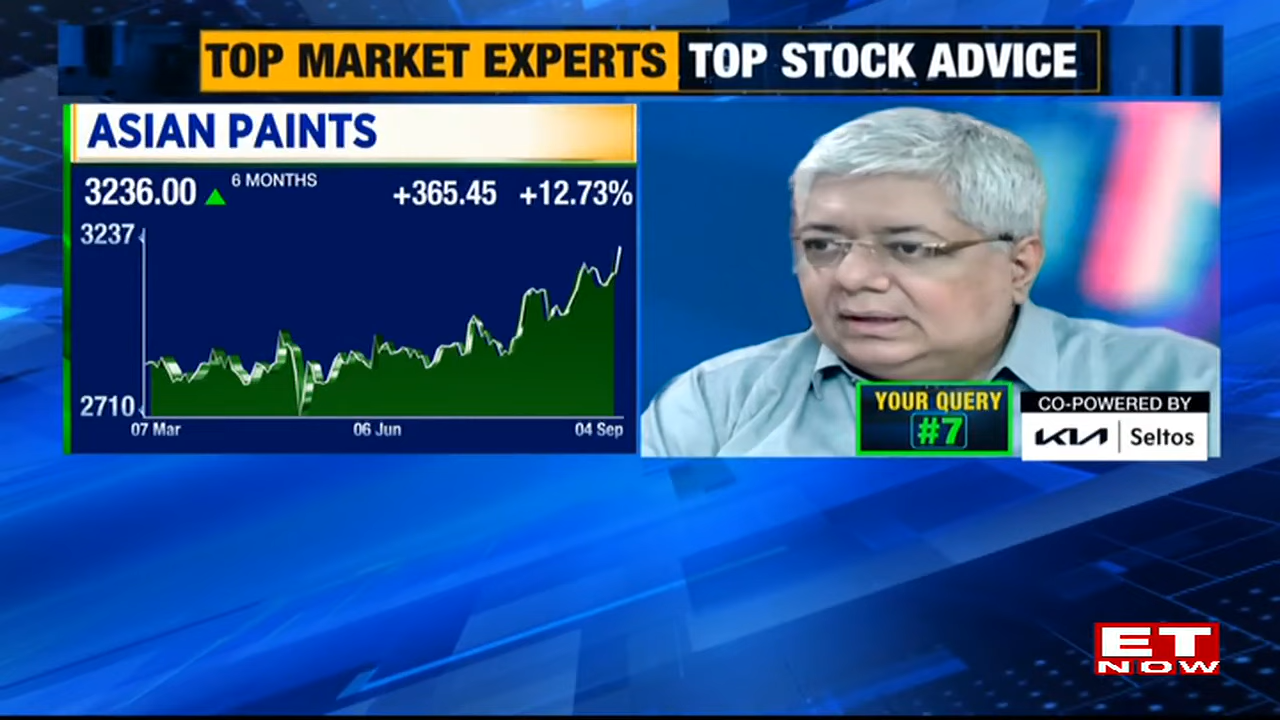 TOP MARKET EXPERTS TOP STOCK ADVICE
ASIAN PAINTS
3236.00 6 MONTHS +365.45 +12.73%
3237
2710
07 Mar 06 Jun 04 Sep
YOUR QUERY
#7
CO-POWERED BY
KIA Seltos
ET
NOW